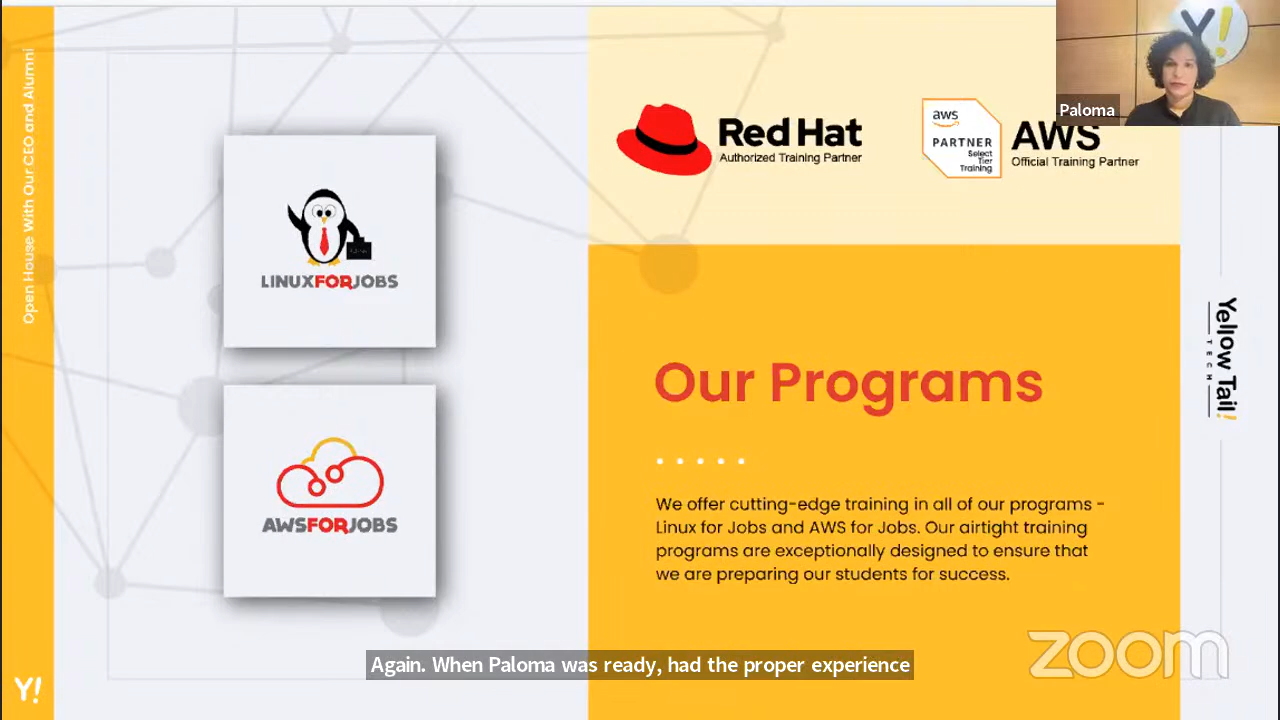 Open House With Our CEO and Alumni
Y!
LINUXFORJOBS
AWSFORJOBS
Red Hat
Authorized Training Partner
aws
PARTNER
Select
Tier
Training
AWS
Official Training Partner
Y!
Paloma
Our Programs
We offer cutting-edge training in all of our programs -
Linux for Jobs and AWS for Jobs. Our airtight training
programs are exceptionally designed to ensure that
we are preparing our students for success.
Yellow Tail!
TECH
Again. When Paloma was ready, had the proper experience
zoom